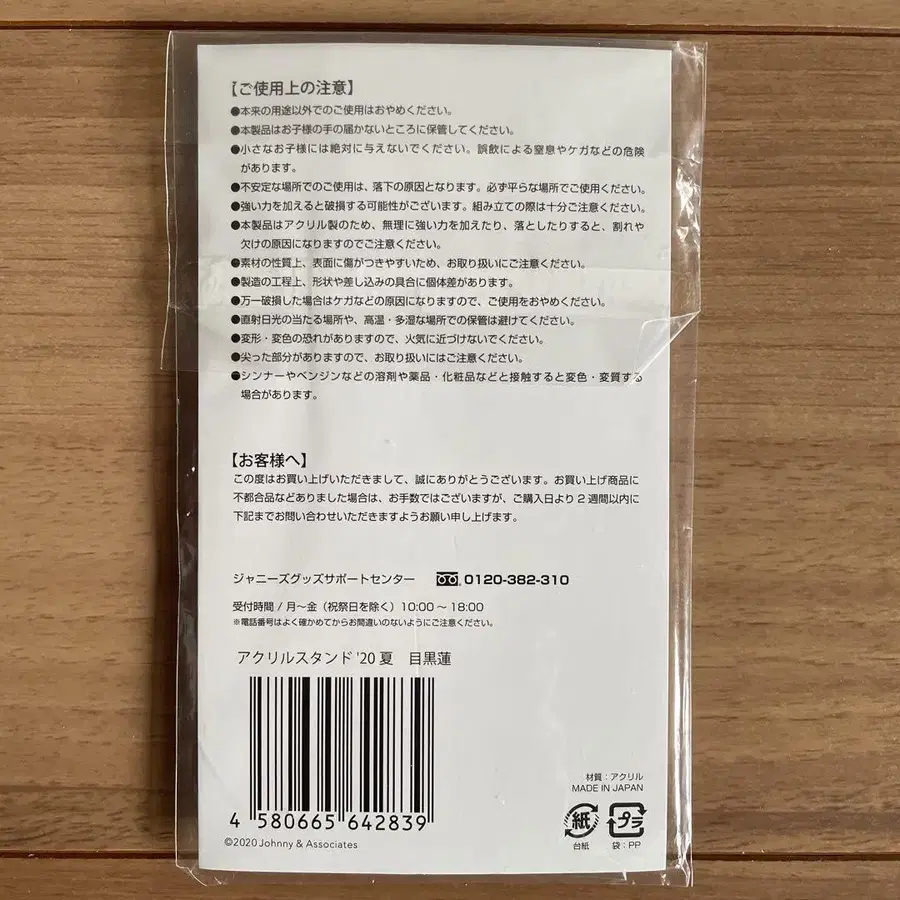 【ご使用上の注意】
●本来の用途以外でのご使用はおやめください。
●本製品はお子様の手の届かないところに保管してください。
●小さなお子様には絶対に与えないでください。誤飲による窒息やケガなどの危険
があります。
●不安定な場所でのご使用は、落下の原因となります。必ず平らな場所でご使用ください。
●強い力を加えると破損する可能性がございます。組み立ての際は十分ご注意ください。
●本製品はアクリル製のため、無理に強い力を加えたり、落としたりすると、割れや
欠けの原因になりますのでご注意ください。
●素材の性質上、表面に傷がつきやすいため、お取り扱いにご注意ください。
●製造の工程上、形状や差し込みの具合に個体差があります。
●万一破損した場合はケガなどの原因になりますので、ご使用をおやめください。
●直射日光の当たる場所や、高温・多湿な場所での保管は避けてください。
●変形・変色の恐れがありますので、火気に近づけないでください。
●尖った部分がありますので、お取り扱いにはご注意ください。
●シンナーやベンジンなどの溶剤や薬品・化粧品などと接触すると変色・変質する
場合があります。
【お客様へ】
この度はお買い上げいただきまして、誠にありがとうございます。お買い上げ商品に
不都合品などありました場合は、お手数ではございますが、ご購入日より2週間以内に
下記までお問い合わせいただきますようお願い申し上げます。
ジャニーズグッズサポートセンター 0120-382-310
受付時間 / 月～金（祝祭日を除く）10:00～18:00
※電話番号はよく確かめてからお間違いのないようにご注意ください。
アクリルスタンド '20 夏 目黒蓮
4 580665 642839
©2020 Johnny & Associates
材質：アクリル
MADE IN JAPAN
紙 プラ
台紙 袋：PP